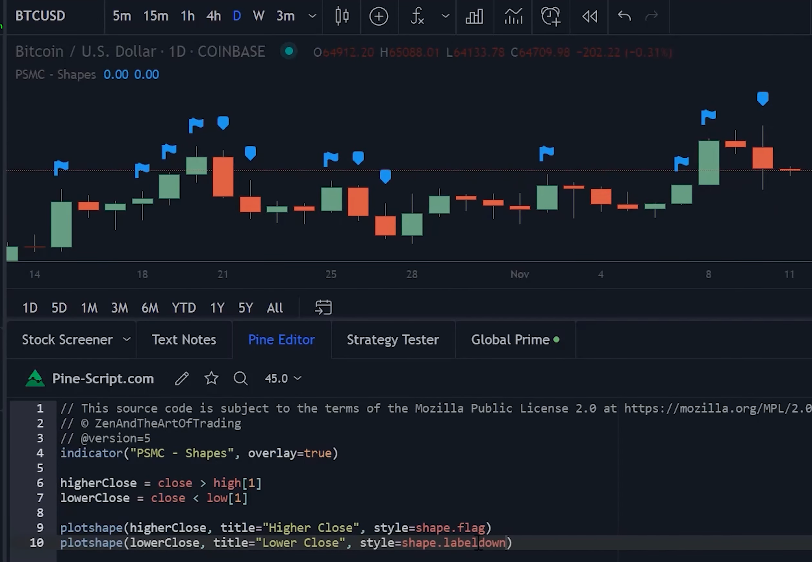 BTCUSD 5m 15m 1h 4h D W 3m
Bitcoin / U.S. Dollar · 1D · COINBASE O64912.20 H65088.01 L64133.78 C64709.98 -202.22 (-0.31%)
PSMC - Shapes 0.00 0.00
14 18 21 25 28 Nov 4 8 11
1D 5D 1M 3M 6M YTD 1Y 5Y All
Stock Screener Text Notes Pine Editor Strategy Tester Global Prime
Pine-Script.com 45.0
1 // This source code is subject to the terms of the Mozilla Public License 2.0 at https://mozilla.org/MPL/2.0
2 // © ZenAndTheArtOfTrading
3 // @version=5
4 indicator("PSMC - Shapes", overlay=true)
5
6 higherClose = close > high[1]
7 lowerClose = close < low[1]
8
9 plotshape(higherClose, title="Higher Close", style=shape.flag)
10 plotshape(lowerClose, title="Lower Close", style=shape.labeldown)